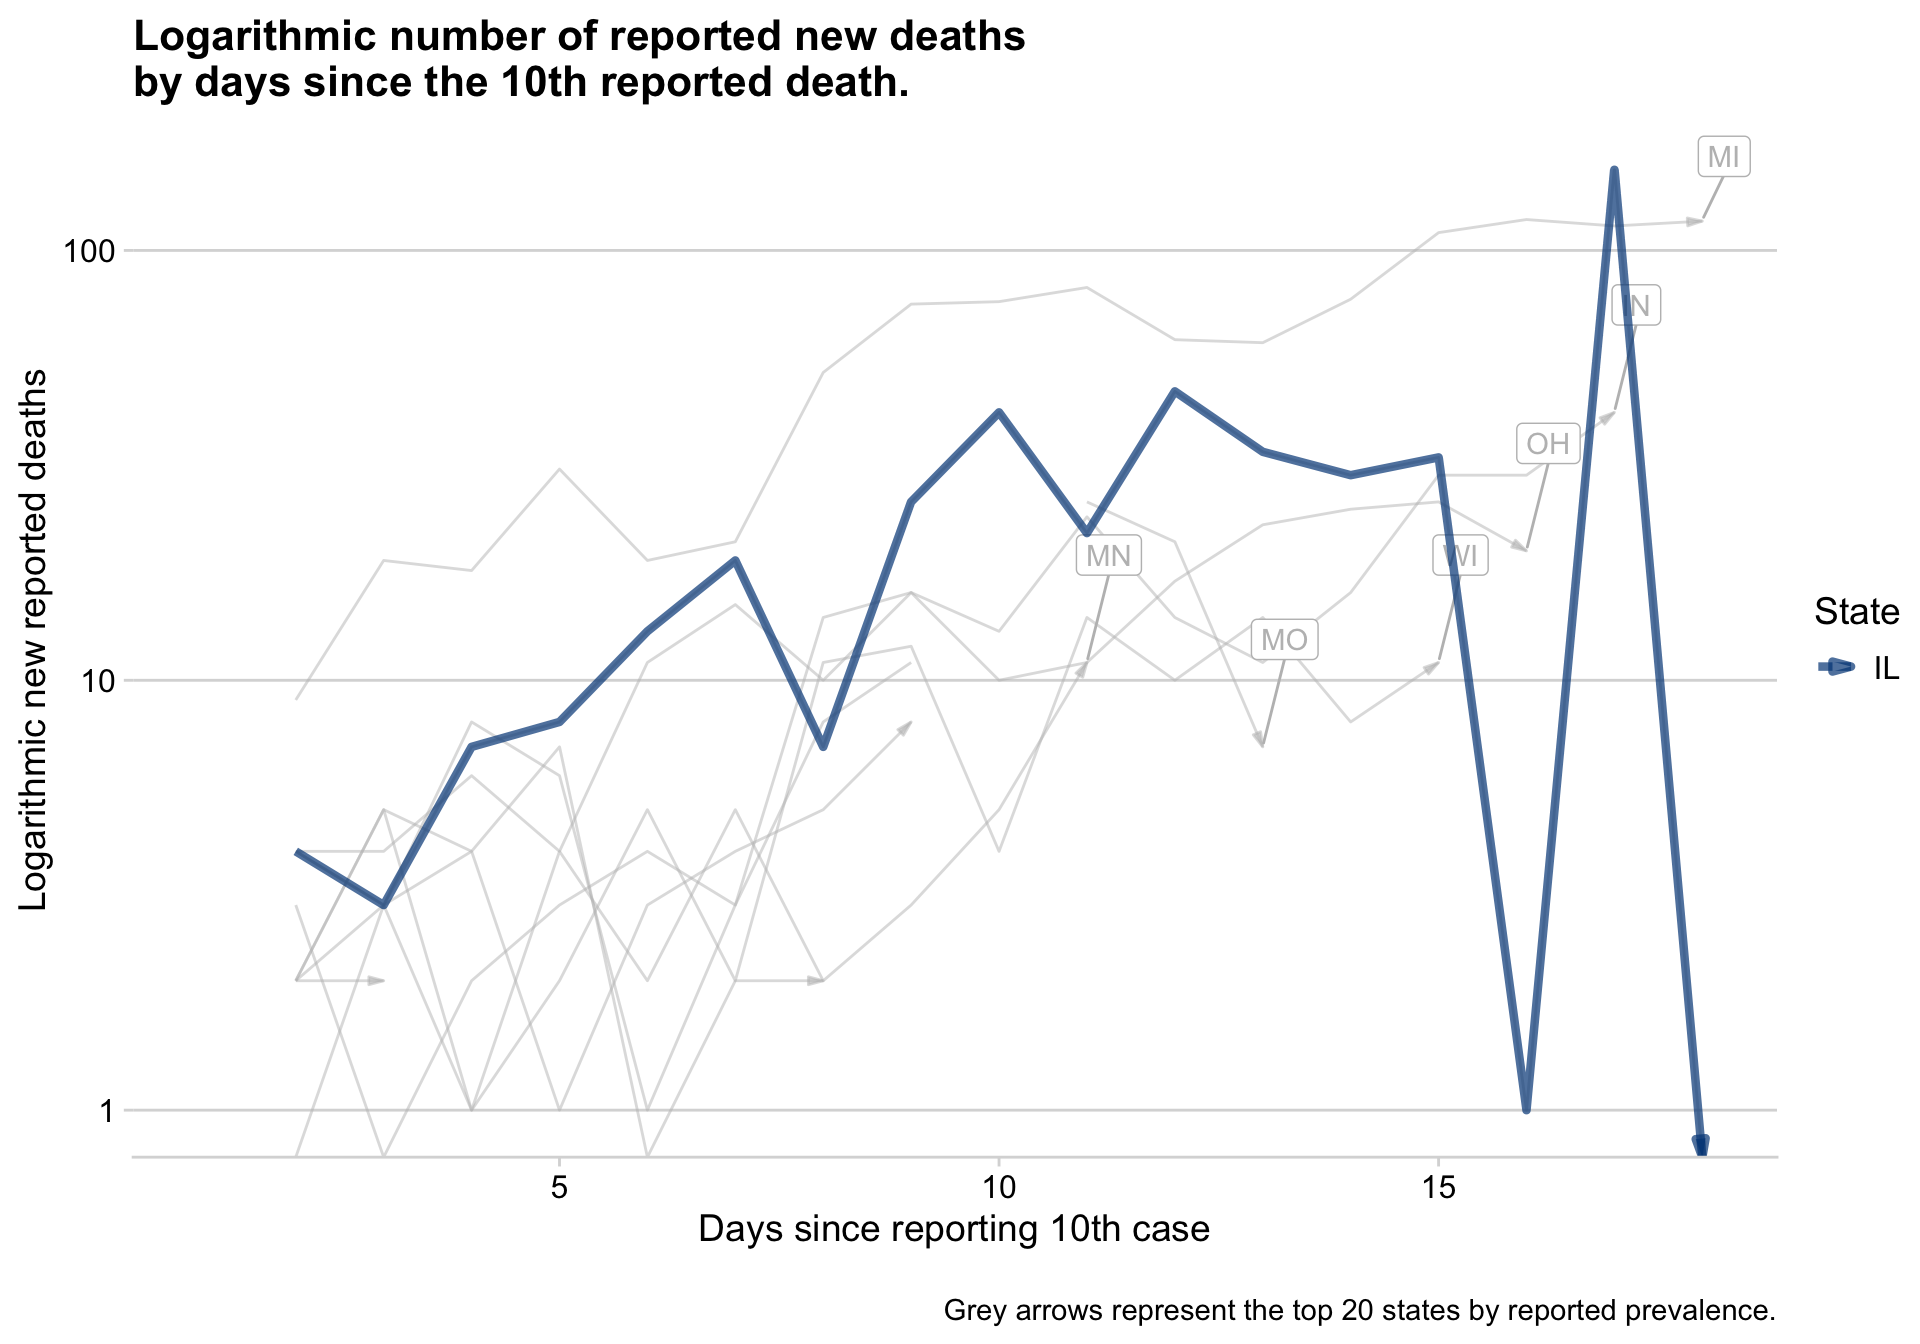 Logarithmic number of reported new deaths
by days since the 10th reported death.
MI
100
IN
OH
MN
WI
MO
10
1
Logarithmic new reported deaths
State
IL
5
10
15
Days since reporting 10th case
Grey arrows represent the top 20 states by reported prevalence.